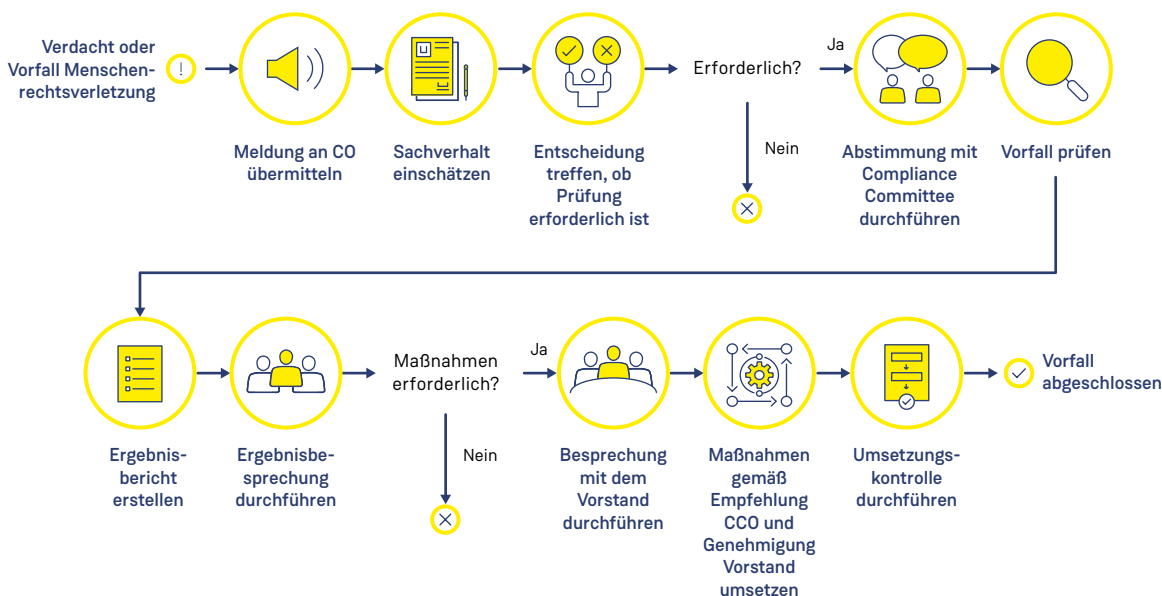 Verdacht oder
Vorfall Menschen-
rechtsverletzung
!
Meldung an CO
übermitteln
Sachverhalt
einschätzen
Entscheidung
treffen, ob
Prüfung
erforderlich ist
Erforderlich?
Ja
Nein
Abstimmung mit
Compliance
Committee
durchführen
Vorfall prüfen
Ergebnis-
bericht
erstellen
Ergebnisbe-
sprechung
durchführen
Maßnahmen
erforderlich?
Ja
Nein
Besprechung
mit dem
Vorstand
durchführen
Maßnahmen
gemäß
Empfehlung
CCO und
Genehmigung
Vorstand
umsetzen
Umsetzungs-
kontrolle
durchführen
Vorfall
abgeschlossen